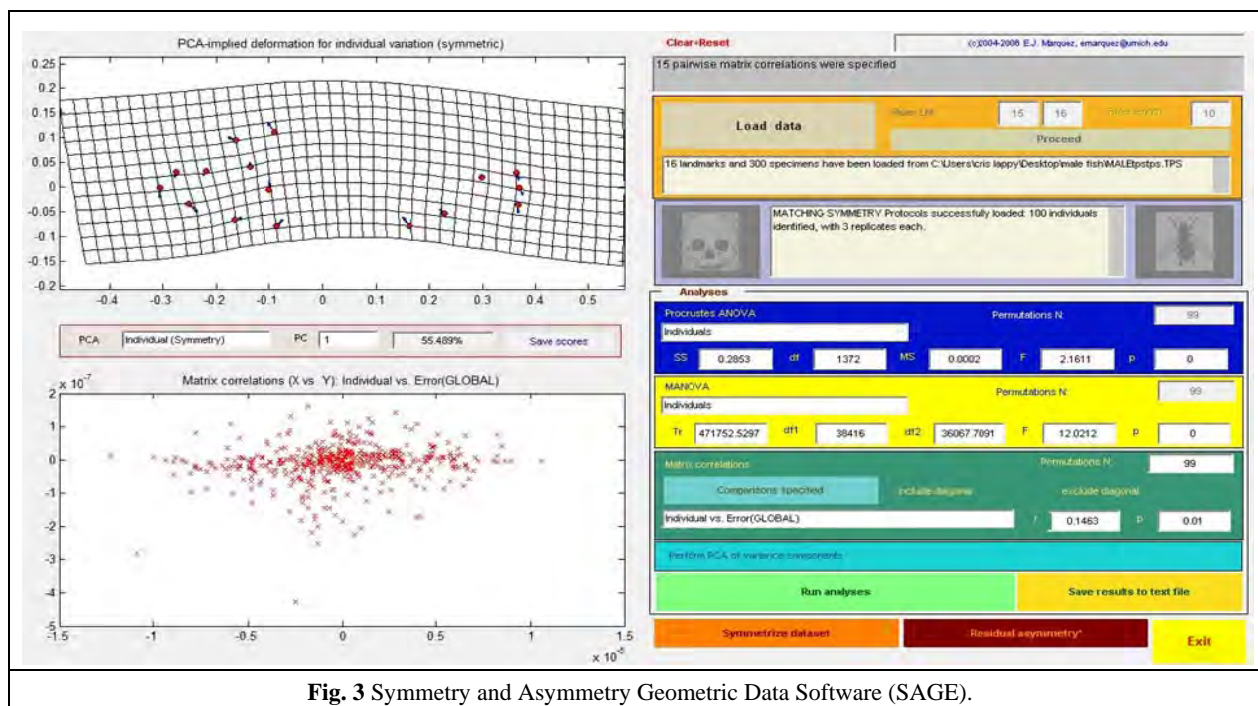 PCA-implied deformation for individual variation (symmetric)
0.25
0.2
0.15
0.1
0.05
0
-0.05
-0.1
-0.15
-0.2
-0.4 -0.3 -0.2 -0.1 0 0.1 0.2 0.3 0.4 0.5
PCA Individual (Symmetry) PC 1 55.489% Save scores
x 10^-7
Matrix correlations (X vs Y): Individual vs. Error(GLOBAL)
2
1
0
-1
-2
-3
-4
-5
-1.5 -1 -0.5 0 0.5 1 1.5
Clear+Reset
(c)2004-2006 E.J. Marquez, emarquez@umich.edu
15 pairwise matrix correlations were specified
Load data
15 16 10
Proceed
16 landmarks and 300 specimens have been loaded from C:\Users\cris lappy\Desktop\male fish\MALEtpstps.TPS
MATCHING SYMMETRY Protocols successfully loaded: 100 individuals
identified, with 3 replicates each.
Analyses
Procrustes ANOVA Permutations N: 99
Individuals
SS 0.2853 df 1372 MS 0.0002 F 2.1611 p 0
MANOVA Permutations N: 99
Individuals
Tr 471752.5297 df1 38416 df2 36067.7091 F 12.0212 p 0
Matrix correlations Permutations N: 99
Comparisons specified include diagonal exclude diagonal
Individual vs. Error(GLOBAL) r 0.1463 p 0.01
Perform PCA of variance components
Run analyses Save results to text file
Symmetrize dataset Residual asymmetry* Exit
Fig. 3 Symmetry and Asymmetry Geometric Data Software (SAGE).